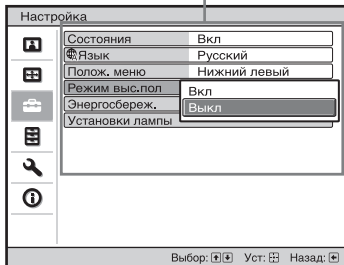 Настройка
Состояния Вкл
Язык Русский
Полож. меню Нижний левый
Режим выс.пол Вкл
Энергосбереж. Выкл
Установки лампы
Выбор: Уст: Назад: